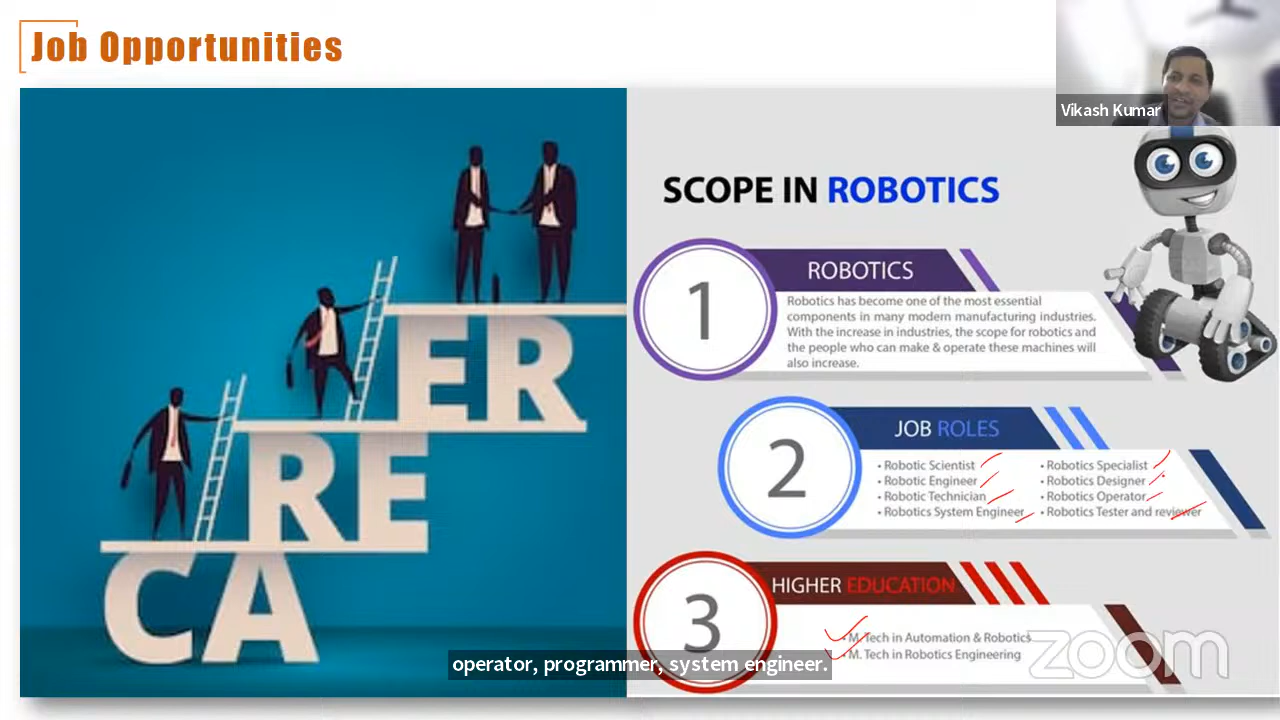 Job Opportunities
Vikash Kumar
CA
RE
ER
SCOPE IN ROBOTICS
1
ROBOTICS
Robotics has become one of the most essential
components in many modern manufacturing industries.
With the increase in industries, the scope for robotics and
the people who can make & operate these machines will
also increase.
2
JOB ROLES
• Robotic Scientist
• Robotic Engineer
• Robotic Technician
• Robotics System Engineer
• Robotics Specialist
• Robotics Designer
• Robotics Operator
• Robotics Tester and reviewer
3
HIGHER EDUCATION
• M. Tech in Automation & Robotics
• M. Tech in Robotics Engineering
zoom
operator, programmer, system engineer.